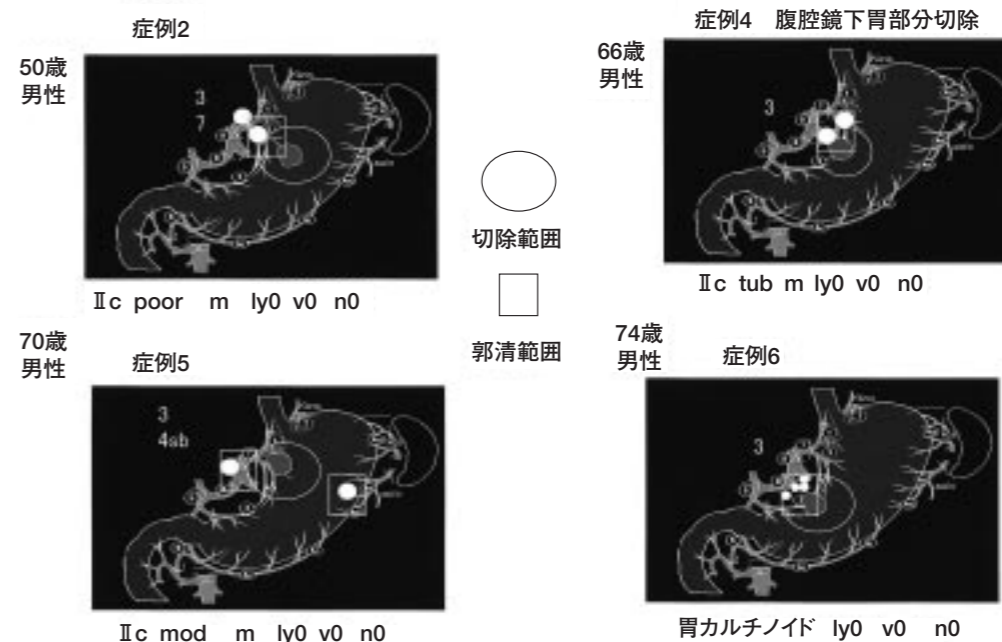 症例2
50歳
男性
3
7
Ⅱc poor m ly0 v0 n0
症例4 腹腔鏡下胃部分切除
66歳
男性
3
Ⅱc tub m ly0 v0 n0
切除範囲
郭清範囲
70歳
男性
症例5
3
4sb
Ⅱc mod m ly0 v0 n0
74歳
男性
症例6
3
胃カルチノイド ly0 v0 n0